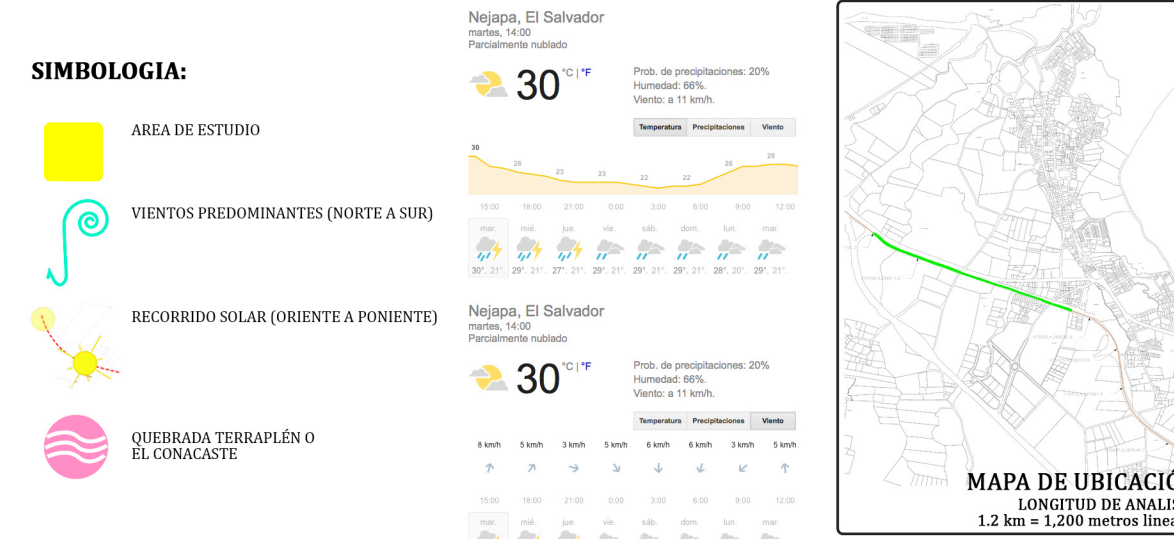 SIMBOLOGIA:
AREA DE ESTUDIO
VIENTOS PREDOMINANTES (NORTE A SUR)
RECORRIDO SOLAR (ORIENTE A PONIENTE)
QUEBRADA TERRAPLÉN O
EL CONACASTE
Nejapa, El Salvador
martes, 14:00
Parcialmente nublado
30 °C | °F
Prob. de precipitaciones: 20%
Humedad: 66%.
Viento: a 11 km/h.
Temperatura Precipitaciones Viento
30 26 23 23 22 22 26 28
15:00 18:00 21:00 0:00 3:00 6:00 9:00 12:00
mar. mié. jue. vie. sáb. dom. lun. mar.
30°. 21°. 29°. 21°. 27°. 21°. 29°. 21°. 29°. 21°. 29°. 21°. 28°. 20°. 29°. 21°.
Nejapa, El Salvador
martes, 14:00
Parcialmente nublado
30 °C | °F
Prob. de precipitaciones: 20%
Humedad: 66%.
Viento: a 11 km/h.
Temperatura Precipitaciones Viento
8 km/h 5 km/h 3 km/h 5 km/h 6 km/h 6 km/h 3 km/h 5 km/h
15:00 18:00 21:00 0:00 3:00 6:00 9:00 12:00
mar. mié. jue. vie. sáb. dom. lun. mar.
MAPA DE UBICACIÓ
LONGITUD DE ANALIS
1.2 km = 1,200 metros linea